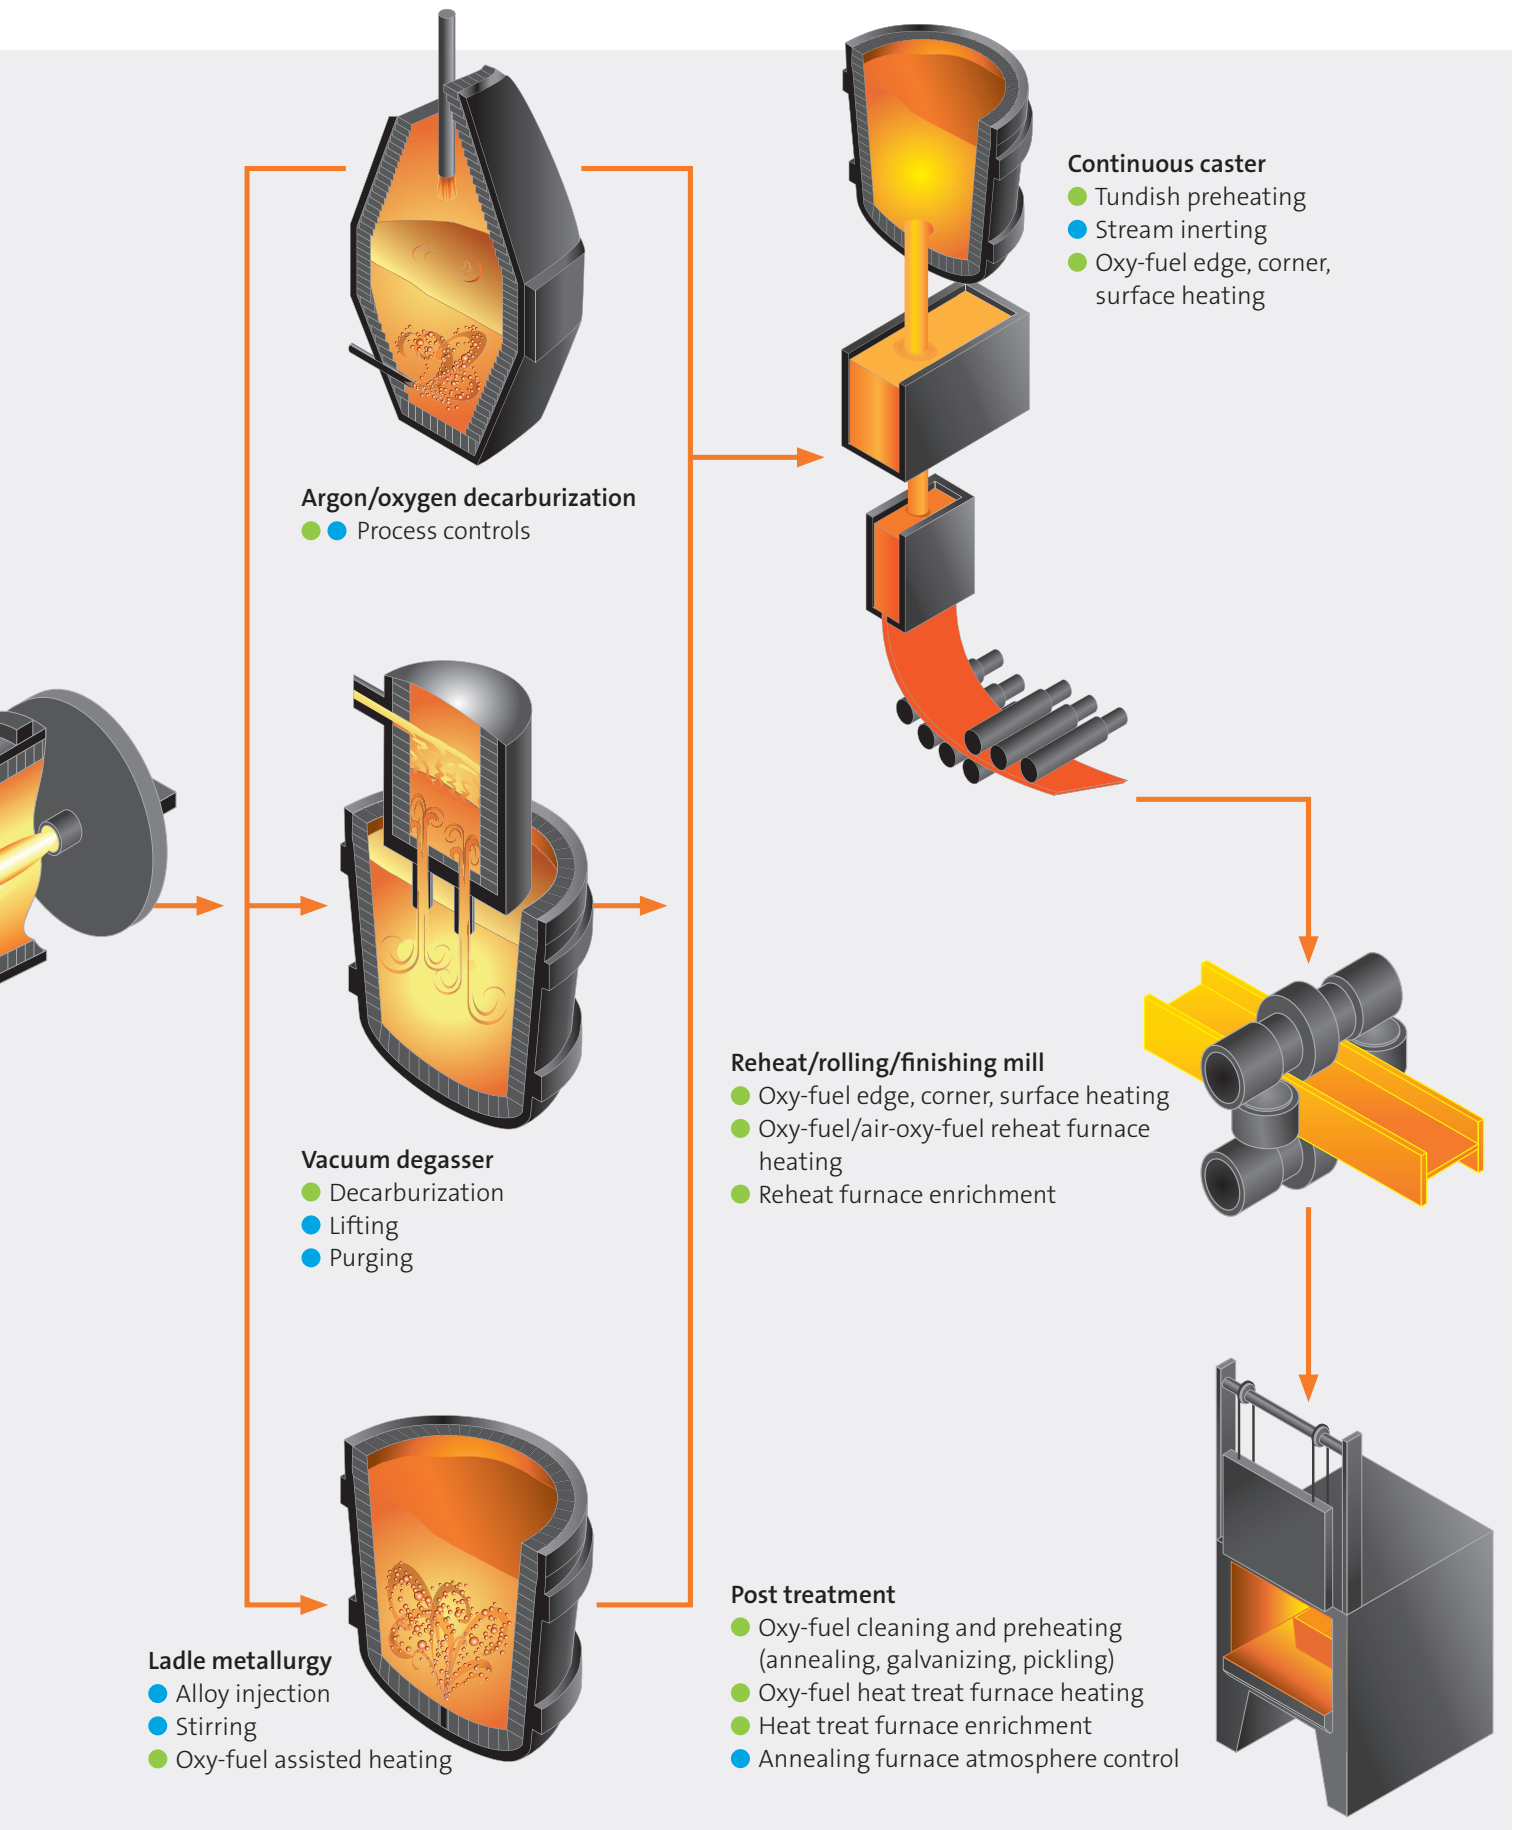 Continuous caster
Tundish preheating
Stream inerting
Oxy-fuel edge, corner,
surface heating
Argon/oxygen decarburization
Process controls
Vacuum degasser
Decarburization
Lifting
Purging
Reheat/rolling/finishing mill
Oxy-fuel edge, corner, surface heating
Oxy-fuel/air-oxy-fuel reheat furnace
heating
Reheat furnace enrichment
Ladle metallurgy
Alloy injection
Stirring
Oxy-fuel assisted heating
Post treatment
Oxy-fuel cleaning and preheating
(annealing, galvanizing, pickling)
Oxy-fuel heat treat furnace heating
Heat treat furnace enrichment
Annealing furnace atmosphere control